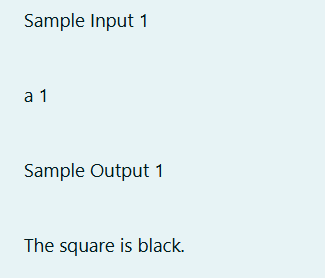 Sample Input 1
a 1
Sample Output 1
The square is black.